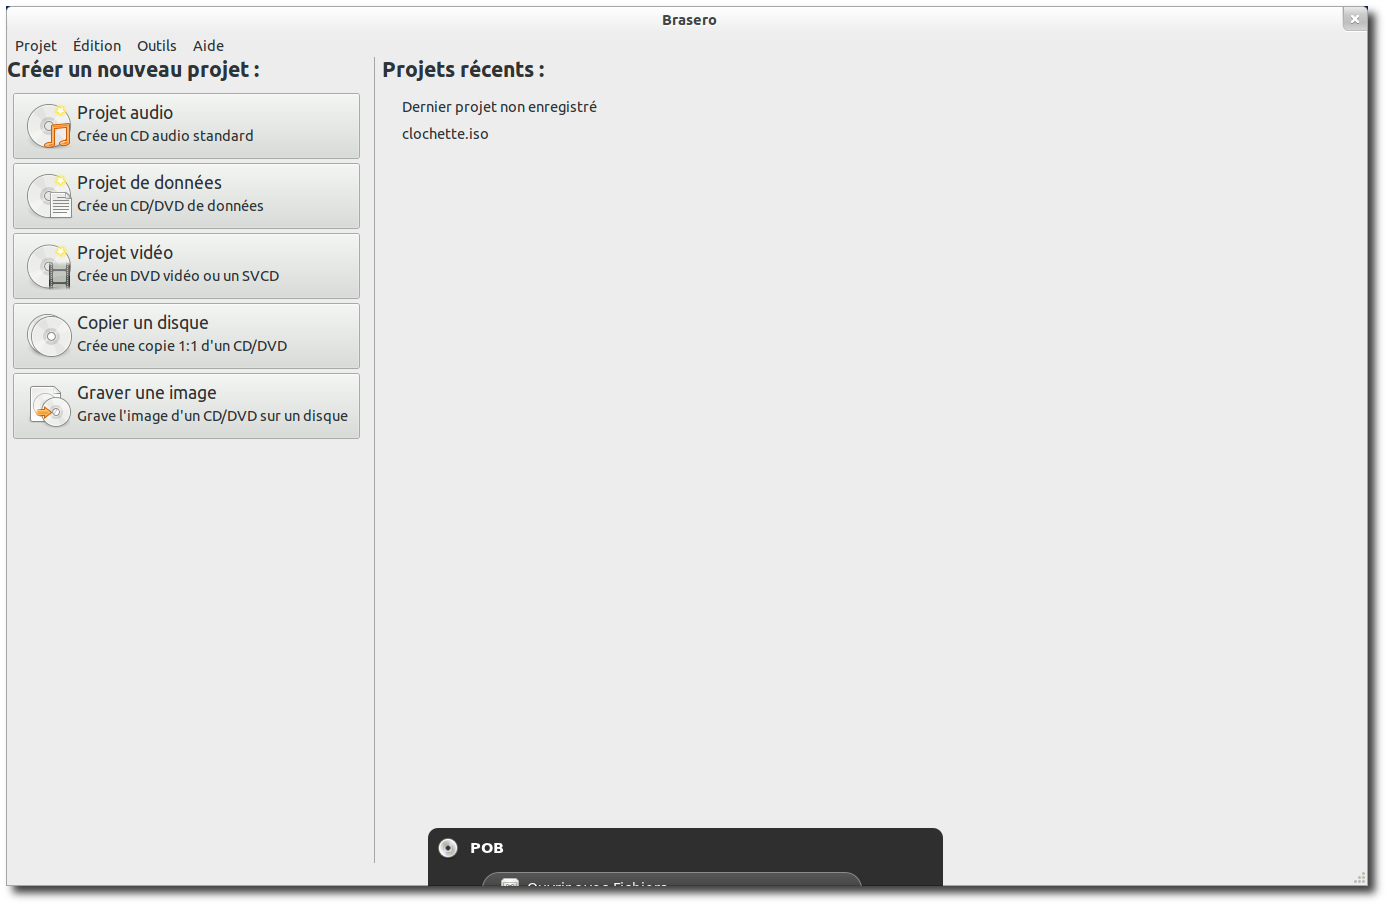 Brasero
Projet Édition Outils Aide
Créer un nouveau projet :
Projet audio
Crée un CD audio standard
Projet de données
Crée un CD/DVD de données
Projet vidéo
Crée un DVD vidéo ou un SVCD
Copier un disque
Crée une copie 1:1 d'un CD/DVD
Graver une image
Grave l'image d'un CD/DVD sur un disque
Projets récents :
Dernier projet non enregistré
clochette.iso
POB
Ouvrir avec Fichiers